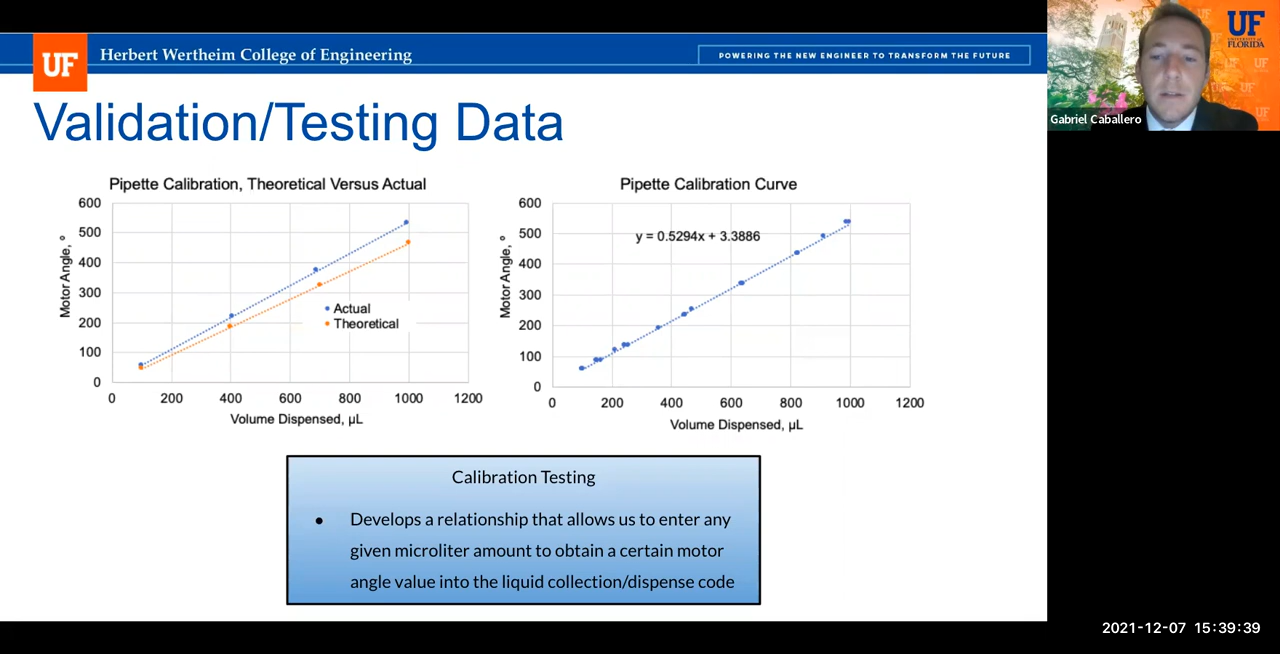 UF
Herbert Wertheim College of Engineering
POWERING THE NEW ENGINEER TO TRANSFORM THE FUTURE
UF
UNIVERSITY of
FLORIDA
Gabriel Caballero
Validation/Testing Data
Pipette Calibration, Theoretical Versus Actual
600
500
400
300
200
100
0
Motor Angle, °
Actual
Theoretical
0 200 400 600 800 1000 1200
Volume Dispensed, µL
Pipette Calibration Curve
600
500
400
300
200
100
0
Motor Angle, °
y = 0.5294x + 3.3886
0 200 400 600 800 1000 1200
Volume Dispensed, µL
Calibration Testing
● Develops a relationship that allows us to enter any
given microliter amount to obtain a certain motor
angle value into the liquid collection/dispense code
2021-12-07 15:39:39